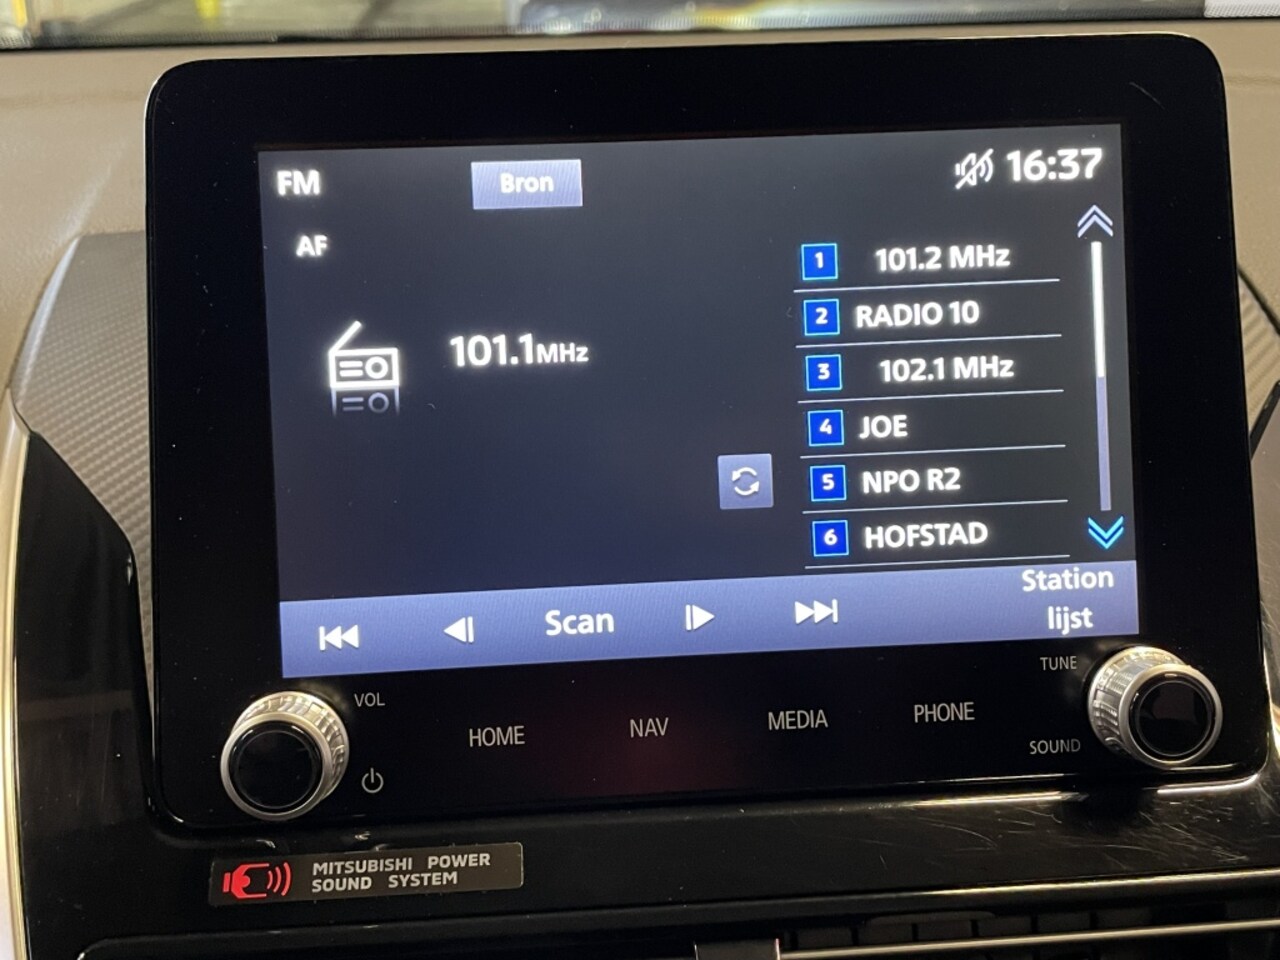 FM
Bron
16:37
AF
101.1MHz
1 101.2 MHz
2 RADIO 10
3 102.1 MHz
4 JOE
5 NPO R2
6 HOFSTAD
Scan
Station
lijst
VOL
TUNE
HOME
NAV
MEDIA
PHONE
SOUND
MITSUBISHI POWER
SOUND SYSTEM